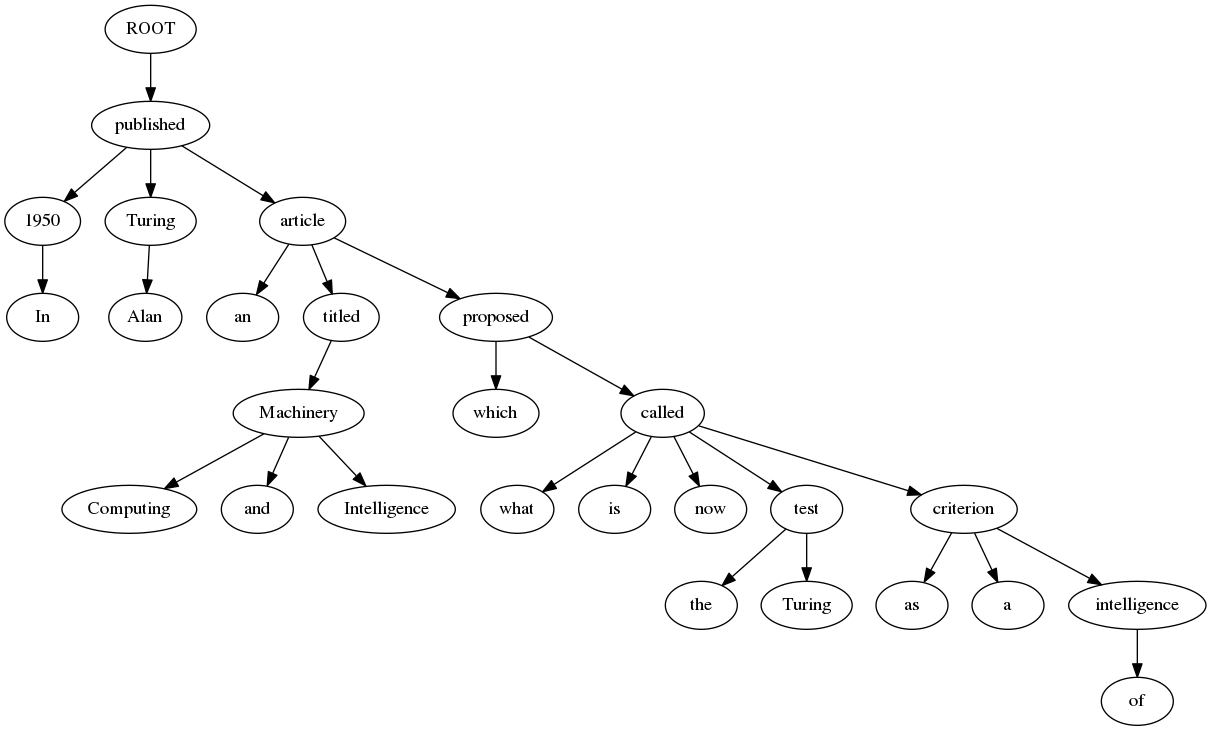 ROOT
published
1950
Turing
article
In
Alan
an
titled
proposed
Machinery
which
called
Computing
and
Intelligence
what
is
now
test
criterion
the
Turing
as
a
intelligence
of